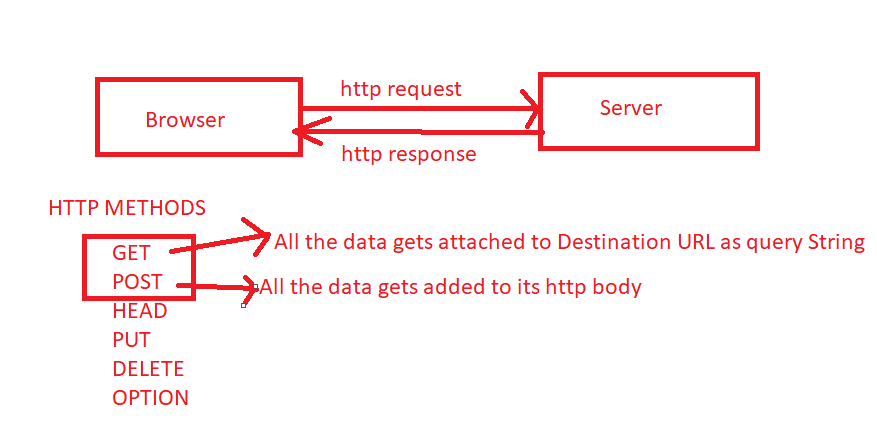 http request
Browser
Server
http response
HTTP METHODS
GET
All the data gets attached to Destination URL as query String
POST
All the data gets added to its http body
HEAD
PUT
DELETE
OPTION